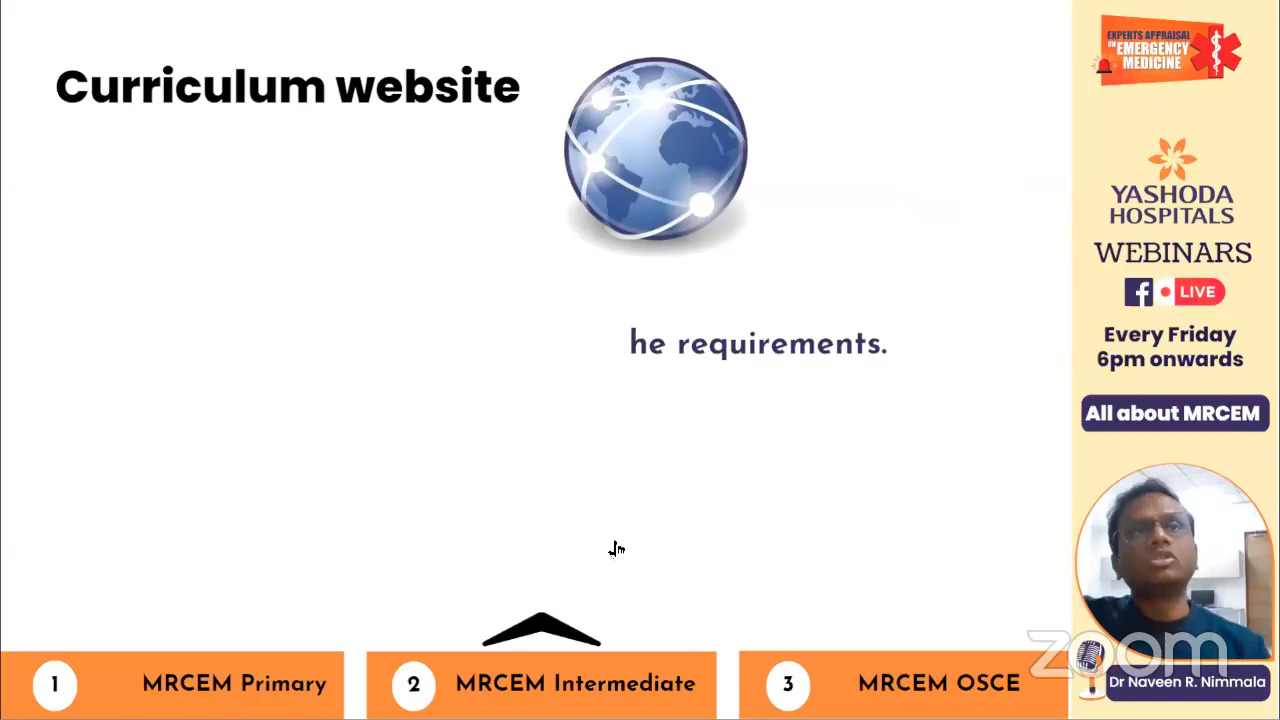 Curriculum website
he requirements.
1 MRCEM Primary
2 MRCEM Intermediate
3 MRCEM OSCE
EXPERTS APPRAISAL
ON EMERGENCY
MEDICINE
YASHODA
HOSPITALS
WEBINARS
LIVE
Every Friday
6pm onwards
All about MRCEM
zoom
Dr Naveen R. Nimmala